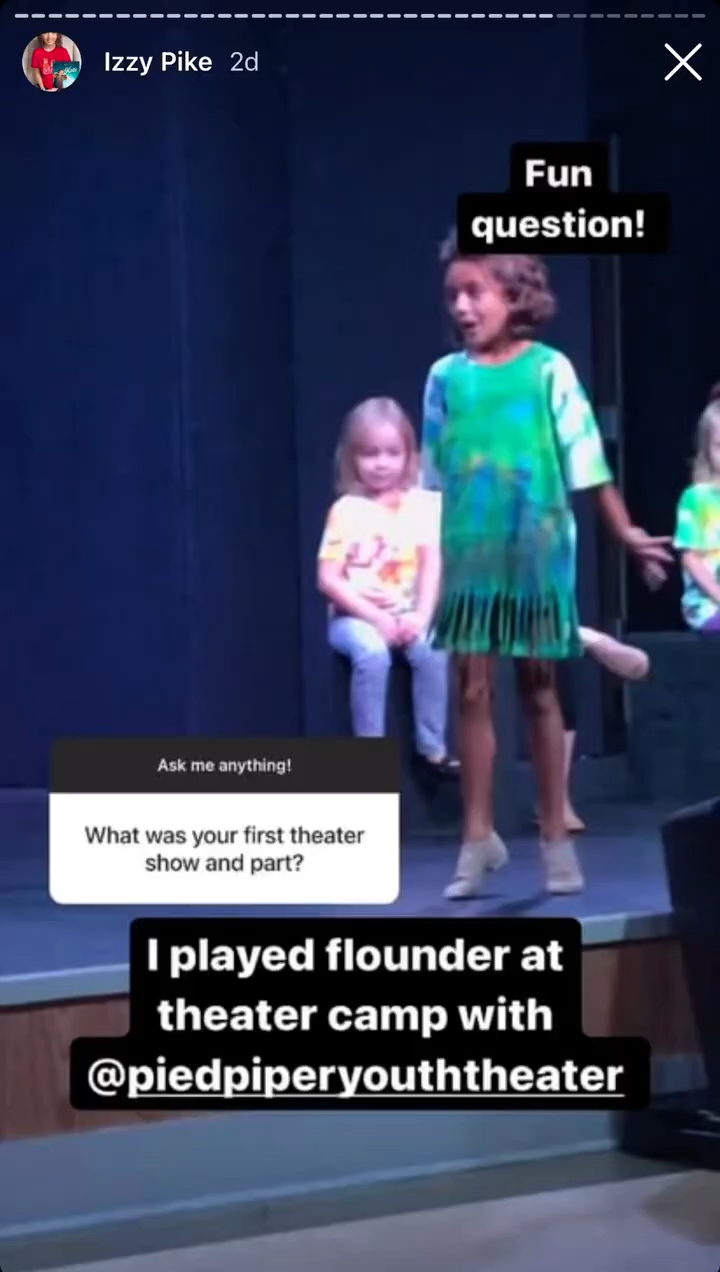 Izzy Pike 2d
Fun
question!
Ask me anything!
What was your first theater
show and part?
I played flounder at
theater camp with
@piedpiperyouththeater